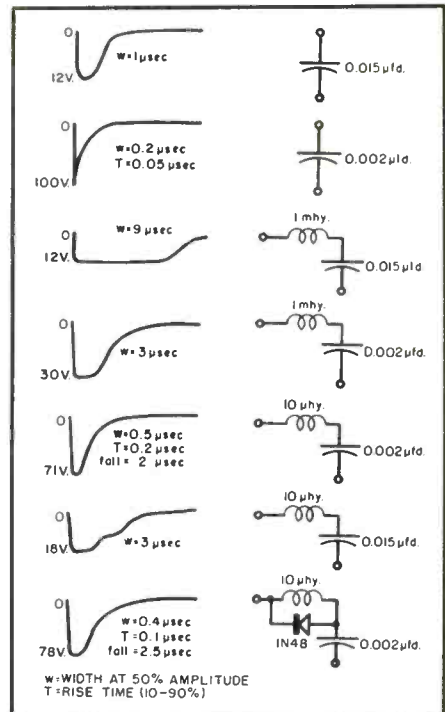 0
w=1μsec
12V.
0.015μfd.
0
w=0.2μsec
T=0.05μsec
100V.
0.002μfd.
0
w=9μsec
12V.
1mhy.
0.015μfd
0
w=3μsec
30V.
1mhy.
0.002μfd.
0
w=0.5μsec
T=0.2μsec
fall=2 μsec
71V.
10μhy.
0.002μfd.
0
w=3μsec
18V.
10μhy.
0.015μfd.
0
w=0.4μsec
T=0.1μsec
fall=2.5μsec
78V.
10μhy.
1N48
0.002μfd.
w=WIDTH AT 50% AMPLITUDE
T=RISE TIME (10-90%)